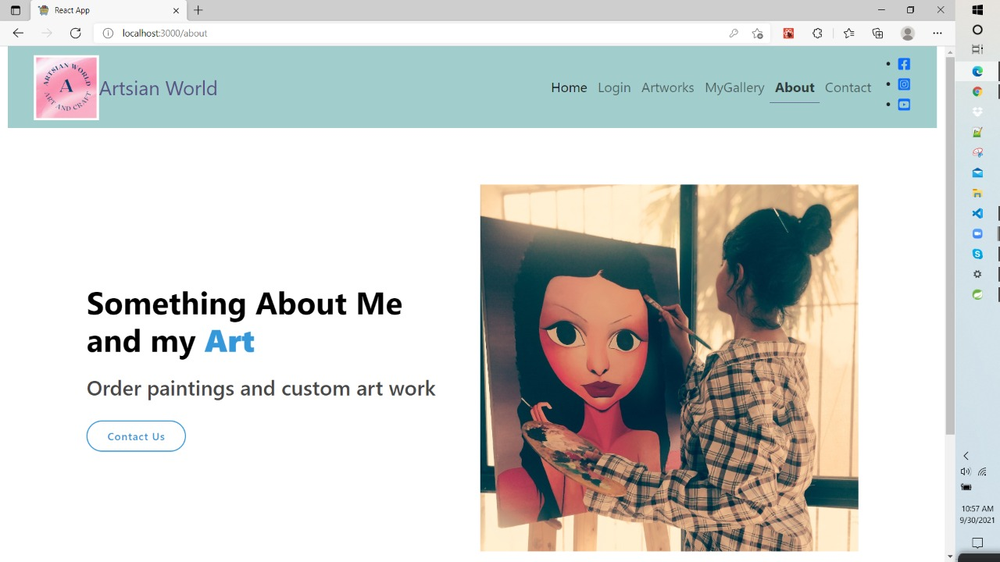 React App
localhost:3000/about
ARTSIAN WORLD
A
ART AND CRAFT
Artsian World
Home Login Artworks MyGallery About Contact
Something About Me
and my Art
Order paintings and custom art work
Contact Us
10:57 AM
9/30/2021